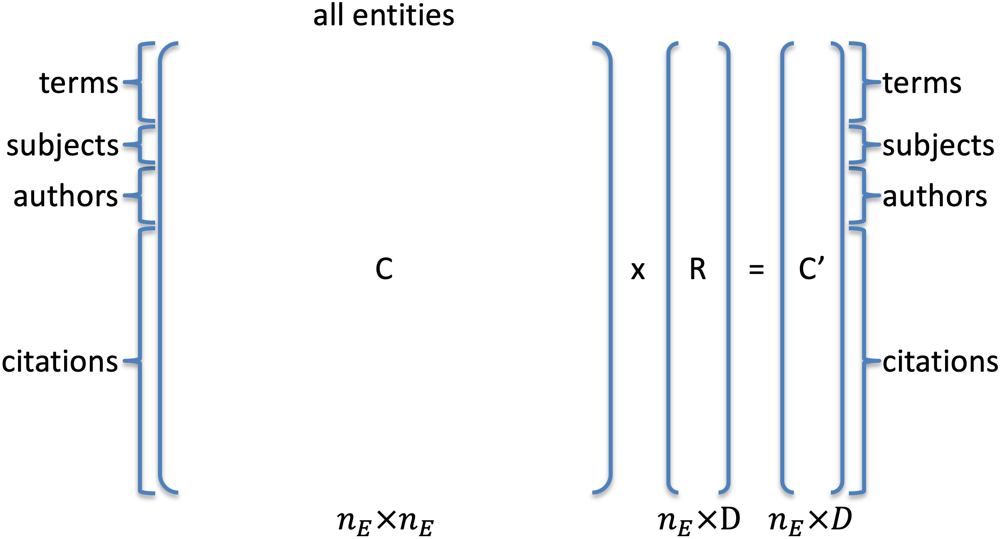 all entities
terms
terms
subjects
subjects
authors
authors
C x R = C’
citations
citations
n_E×n_E n_E×D n_E×D